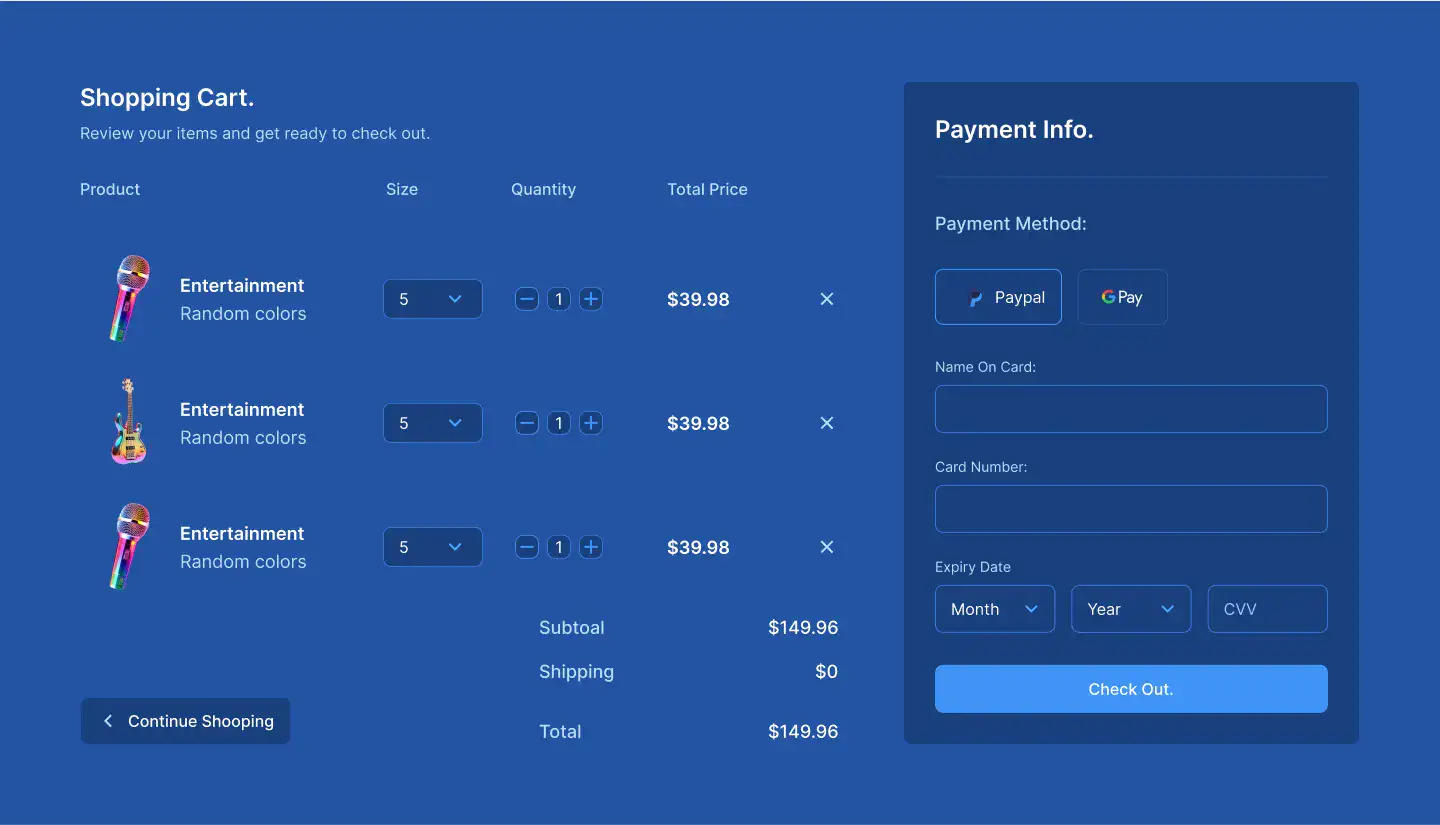 Shopping Cart.
Review your items and get ready to check out.
Product Size Quantity Total Price
Entertainment
Random colors
5 1 $39.98
Entertainment
Random colors
5 1 $39.98
Entertainment
Random colors
5 1 $39.98
Subtoal $149.96
Shipping $0
Total $149.96
Continue Shooping
Payment Info.
Payment Method:
Paypal G Pay
Name On Card:
Card Number:
Expiry Date
Month Year CVV
Check Out.